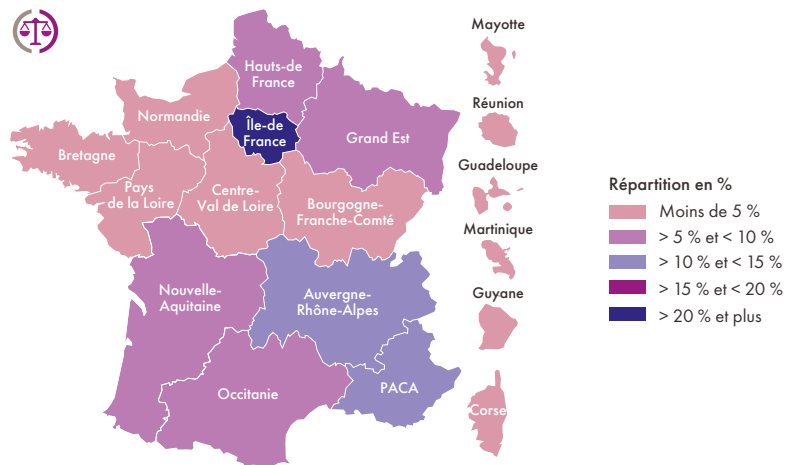 Hauts-de
France
Normandie
Île-de
France
Grand Est
Bretagne
Pays
de la Loire
Centre-
Val de Loire
Bourgogne-
Franche-Comté
Nouvelle-
Aquitaine
Auvergne-
Rhône-Alpes
Occitanie
PACA
Mayotte
Réunion
Guadeloupe
Martinique
Guyane
Corse
Répartition en %
Moins de 5 %
> 5 % et < 10 %
> 10 % et < 15 %
> 15 % et < 20 %
> 20 % et plus